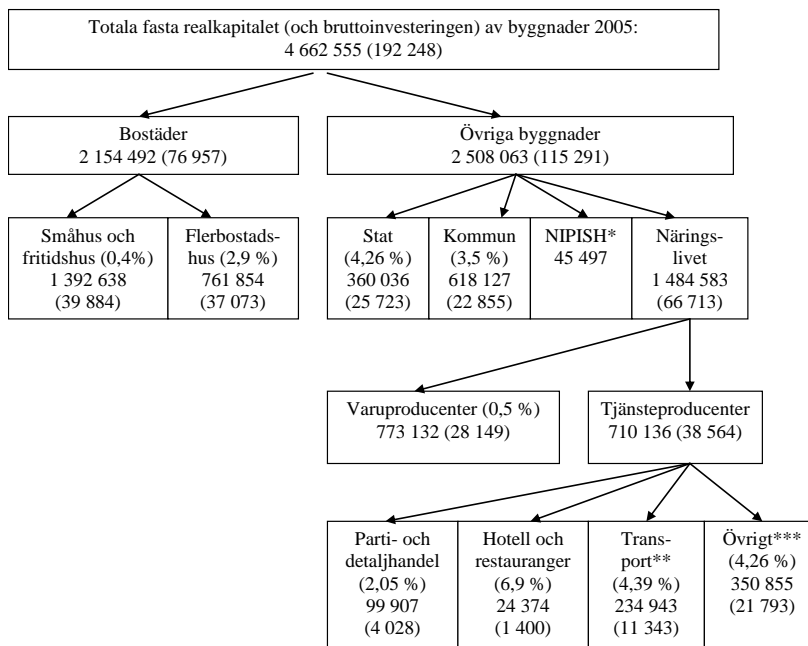 Totala fasta realkapitalet (och bruttoinvesteringen) av byggnader 2005:
4 662 555 (192 248)
Bostäder
2 154 492 (76 957)
Övriga byggnader
2 508 063 (115 291)
Småhus och
fritidshus (0,4%)
1 392 638
(39 884)
Flerbostads-
hus (2,9 %)
761 854
(37 073)
Stat
(4,26 %)
360 036
(25 723)
Kommun
(3,5 %)
618 127
(22 855)
NIPISH*
45 497
Närings-
livet
1 484 583
(66 713)
Varuproducenter (0,5 %)
773 132 (28 149)
Tjänsteproducenter
710 136 (38 564)
Parti- och
detaljhandel
(2,05 %)
99 907
(4 028)
Hotell och
restauranger
(6,9 %)
24 374
(1 400)
Trans-
port**
(4,39 %)
234 943
(11 343)
Övrigt***
(4,26 %)
350 855
(21 793)